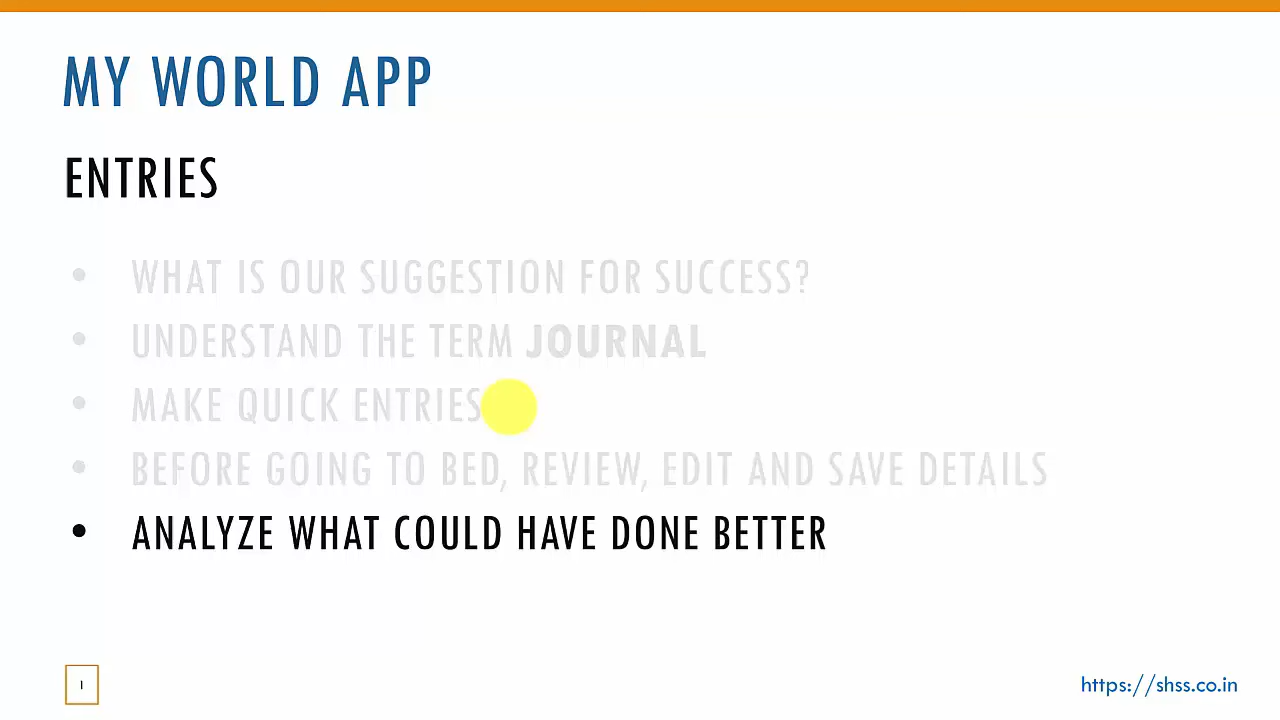 MY WORLD APP
ENTRIES
• WHAT IS OUR SUGGESTION FOR SUCCESS?
• UNDERSTAND THE TERM JOURNAL
• MAKE QUICK ENTRIES
• BEFORE GOING TO BED, REVIEW, EDIT AND SAVE DETAILS
• ANALYZE WHAT COULD HAVE DONE BETTER
1
https://shss.co.in